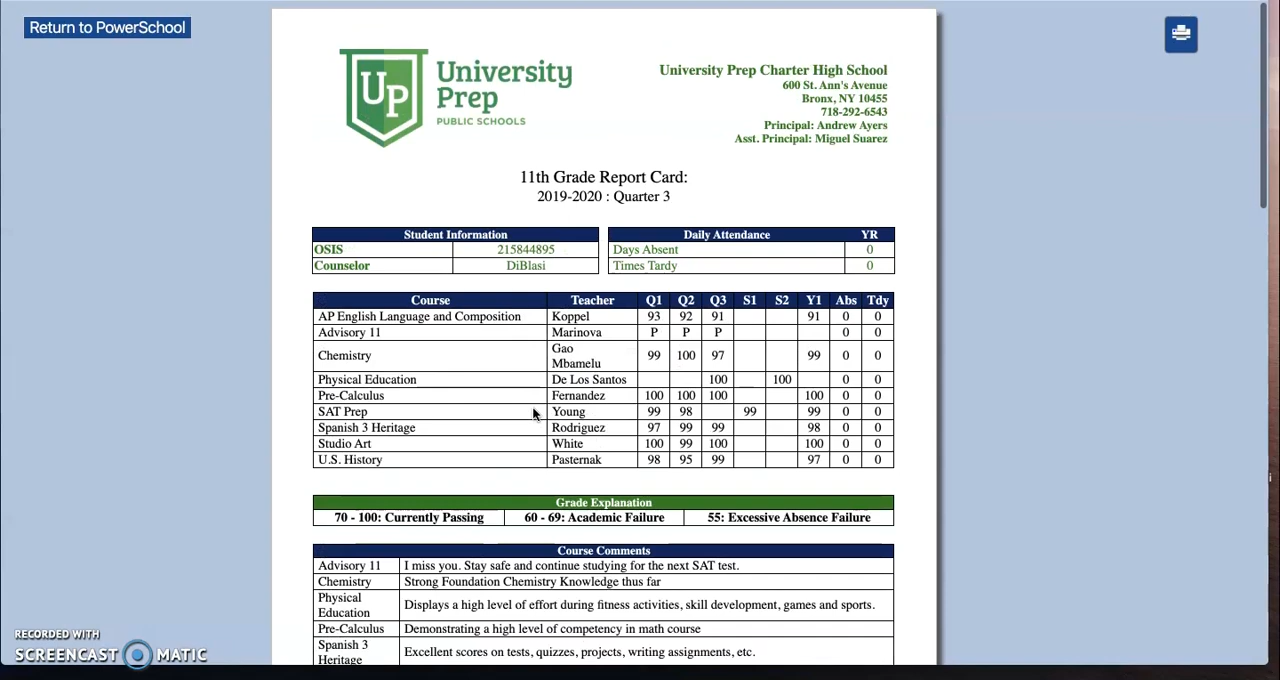 Return to PowerSchool
UP
University
Prep
PUBLIC SCHOOLS
University Prep Charter High School
600 St. Ann's Avenue
Bronx, NY 10455
718-292-6543
Principal: Andrew Ayers
Asst. Principal: Miguel Suarez
11th Grade Report Card:
2019-2020 : Quarter 3
Student Information
OSIS 215844895
Counselor DiBlasi
Daily Attendance YR
Days Absent 0
Times Tardy 0
Course Teacher Q1 Q2 Q3 S1 S2 Y1 Abs Tdy
AP English Language and Composition Koppel 93 92 91 91 0 0
Advisory 11 Marinova P P P 0 0
Chemistry Gao Mbamelu 99 100 97 99 0 0
Physical Education De Los Santos 100 100 0 0
Pre-Calculus Fernandez 100 100 100 100 0 0
SAT Prep Young 99 98 99 99 0 0
Spanish 3 Heritage Rodriguez 97 99 99 98 0 0
Studio Art White 100 99 100 100 0 0
U.S. History Pasternak 98 95 99 97 0 0
Grade Explanation
70 - 100: Currently Passing 60 - 69: Academic Failure 55: Excessive Absence Failure
Course Comments
Advisory 11 I miss you. Stay safe and continue studying for the next SAT test.
Chemistry Strong Foundation Chemistry Knowledge thus far
Physical Education Displays a high level of effort during fitness activities, skill development, games and sports.
Pre-Calculus Demonstrating a high level of competency in math course
Spanish 3 Heritage Excellent scores on tests, quizzes, projects, writing assignments, etc.
RECORDED WITH
SCREENCAST MATIC